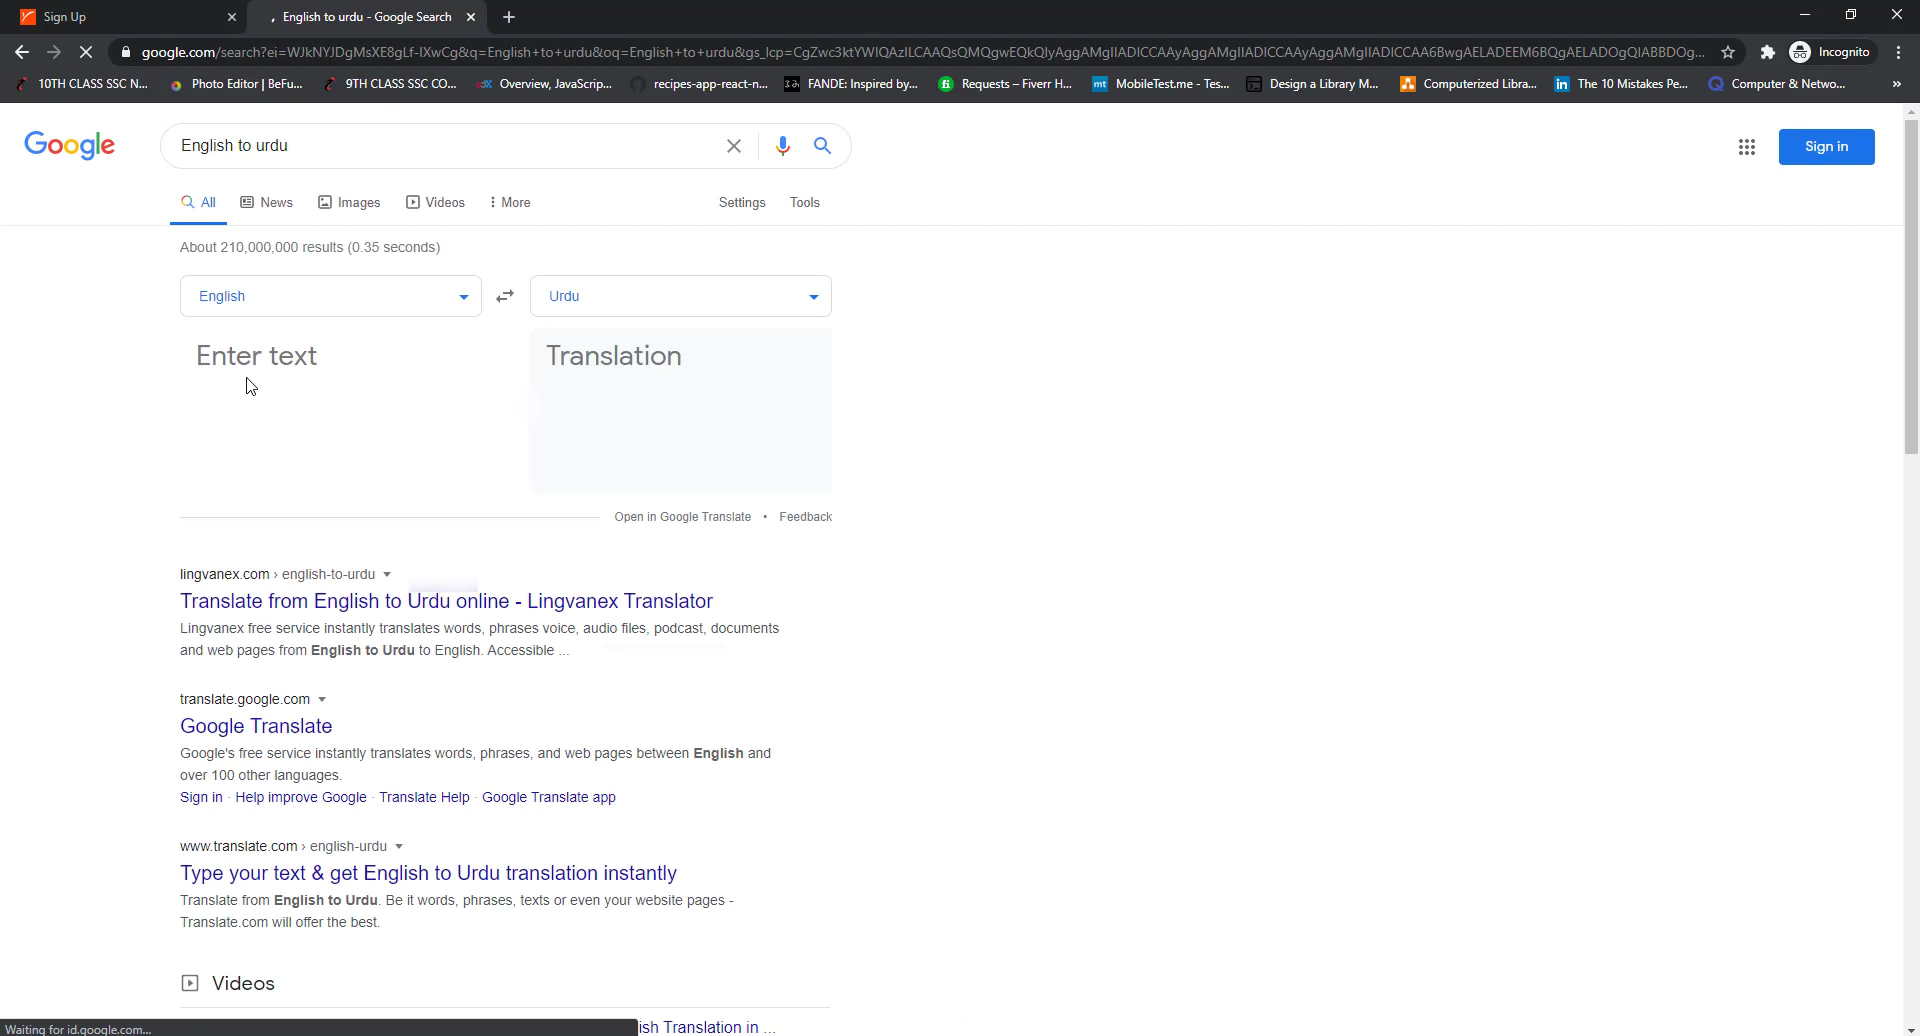 Sign Up
English to urdu - Google Search
google.com/search?ei=WJkNYJDgMsXE8gLf-IXwCg&q=English+to+urdu&oq=English+to+urdu&gs_lcp=
Incognito
10TH CLASS SSC N...
Photo Editor | BeFu...
9TH CLASS SSC CO...
Overview, JavaScrip...
recipes-app-react-n...
FANDE: Inspired by...
Requests – Fiverr H...
MobileTest.me - Tes...
Design a Library M...
Computerized Libra...
The 10 Mistakes Pe...
Computer & Netwo...
Google
English to urdu
Sign in
All
News
Images
Videos
More
Settings
Tools
About 210,000,000 results (0.35 seconds)
English
Urdu
Enter text
Translation
Open in Google Translate • Feedback
lingvanex.com › english-to-urdu
Translate from English to Urdu online - Lingvanex Translator
Lingvanex free service instantly translates words, phrases voice, audio files, podcast, documents
and web pages from English to Urdu to English. Accessible ...
translate.google.com
Google Translate
Google's free service instantly translates words, phrases, and web pages between English and
over 100 other languages.
Sign in · Help improve Google · Translate Help · Google Translate app
www.translate.com › english-urdu
Type your text & get English to Urdu translation instantly
Translate from English to Urdu. Be it words, phrases, texts or even your website pages -
Translate.com will offer the best.
Videos
ish Translation in ...
Waiting for id.google.com...